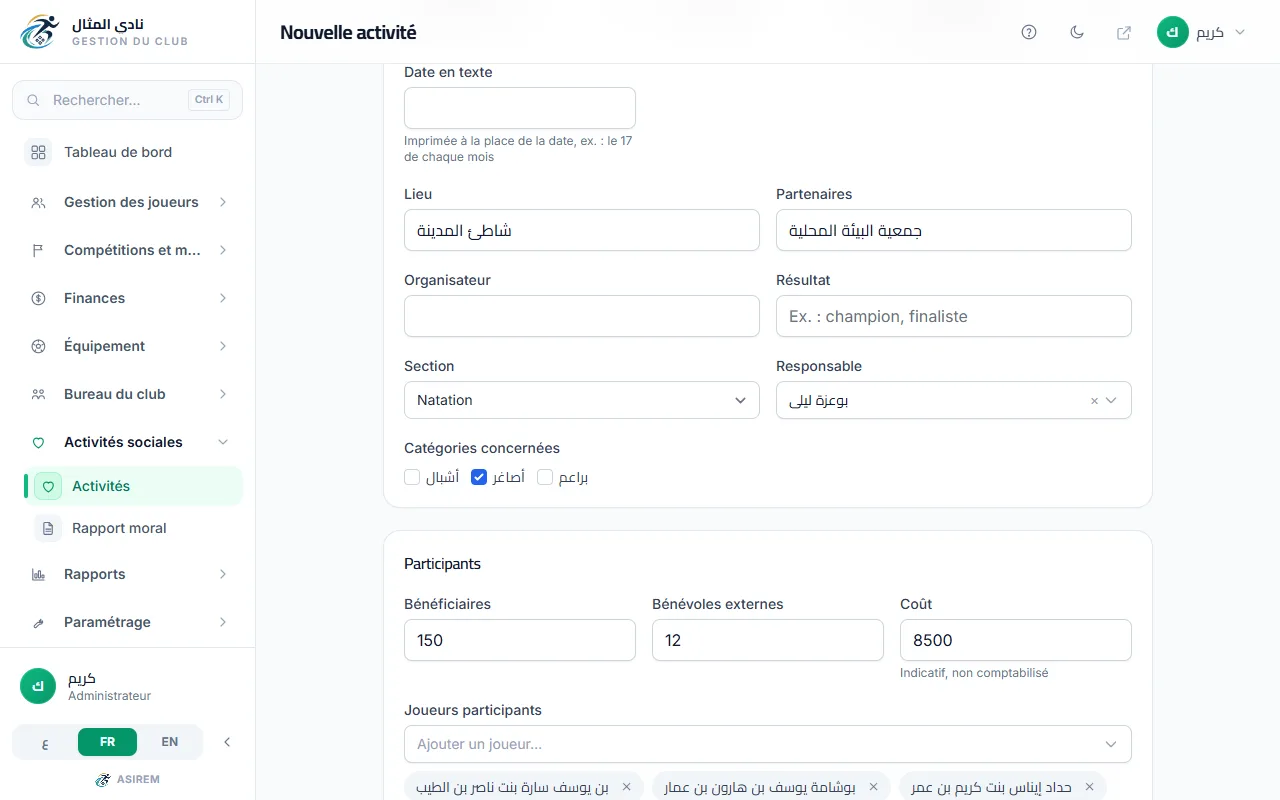 نادي المثال
GESTION DU CLUB
Rechercher...
Ctrl K
Tableau de bord
Gestion des joueurs
Compétitions et m...
Finances
Équipement
Bureau du club
Activités sociales
Activités
Rapport moral
Rapports
Paramétrage
كريم
Administrateur
ع
FR
EN
ASIREM
Nouvelle activité
ك
كريم
Date en texte
Imprimée à la place de la date, ex. : le 17
de chaque mois
Lieu
Partenaires
شاطئ المدينة
جمعية البيئة المحلية
Organisateur
Résultat
Ex. : champion, finaliste
Section
Responsable
Natation
بوعزة ليلى
Catégories concernées
أشبال
أصاغر
براعم
Participants
Bénéficiaires
Bénévoles externes
Coût
150
12
8500
Indicatif, non comptabilisé
Joueurs participants
Ajouter un joueur...
بن يوسف سارة بنت ناصر بن الطيب
بوشامة يوسف بن هارون بن عمار
حداد إيناس بنت كريم بن عمر
ك